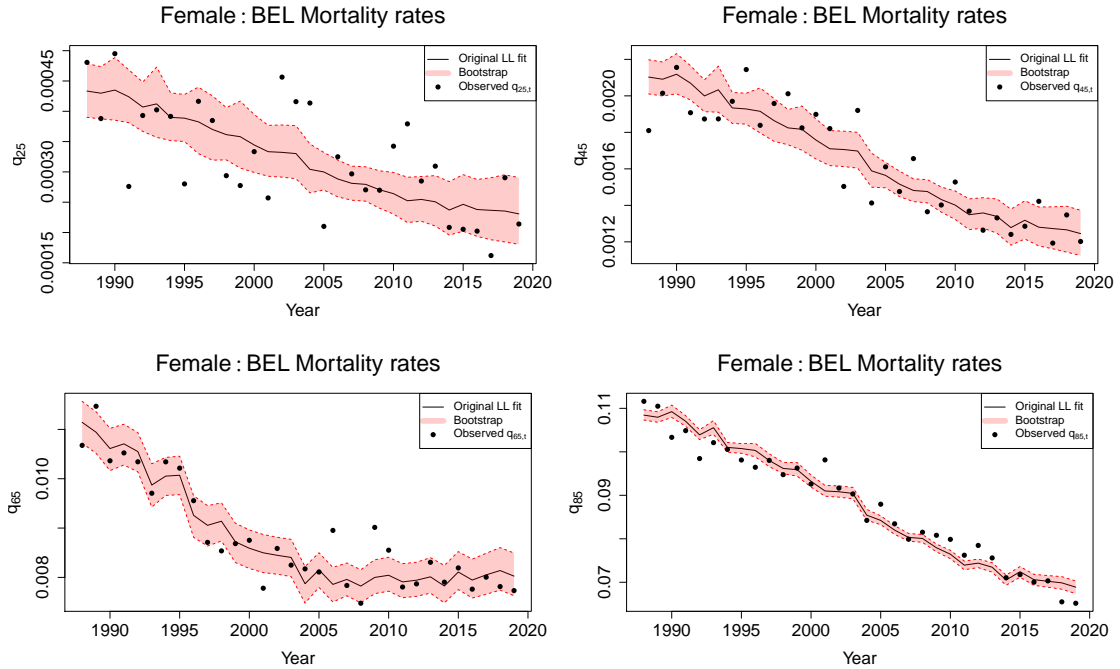 Female : BEL Mortality rates
q25
0.00015
0.00030
0.00045
Original LL fit
Bootstrap
Observed q25,t
1990
1995
2000
2005
2010
2015
2020
Year
Female : BEL Mortality rates
q45
0.0012
0.0016
0.0020
Original LL fit
Bootstrap
Observed q45,t
1990
1995
2000
2005
2010
2015
2020
Year
Female : BEL Mortality rates
q65
0.008
0.010
Original LL fit
Bootstrap
Observed q65,t
1990
1995
2000
2005
2010
2015
2020
Year
Female : BEL Mortality rates
q85
0.07
0.09
0.11
Original LL fit
Bootstrap
Observed q85,t
1990
1995
2000
2005
2010
2015
2020
Year